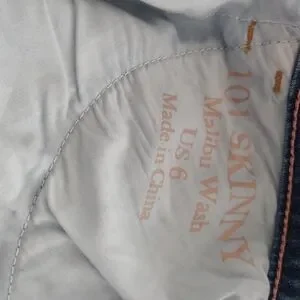 101 SKINNY
Malibu Wash
US 6
Made in China